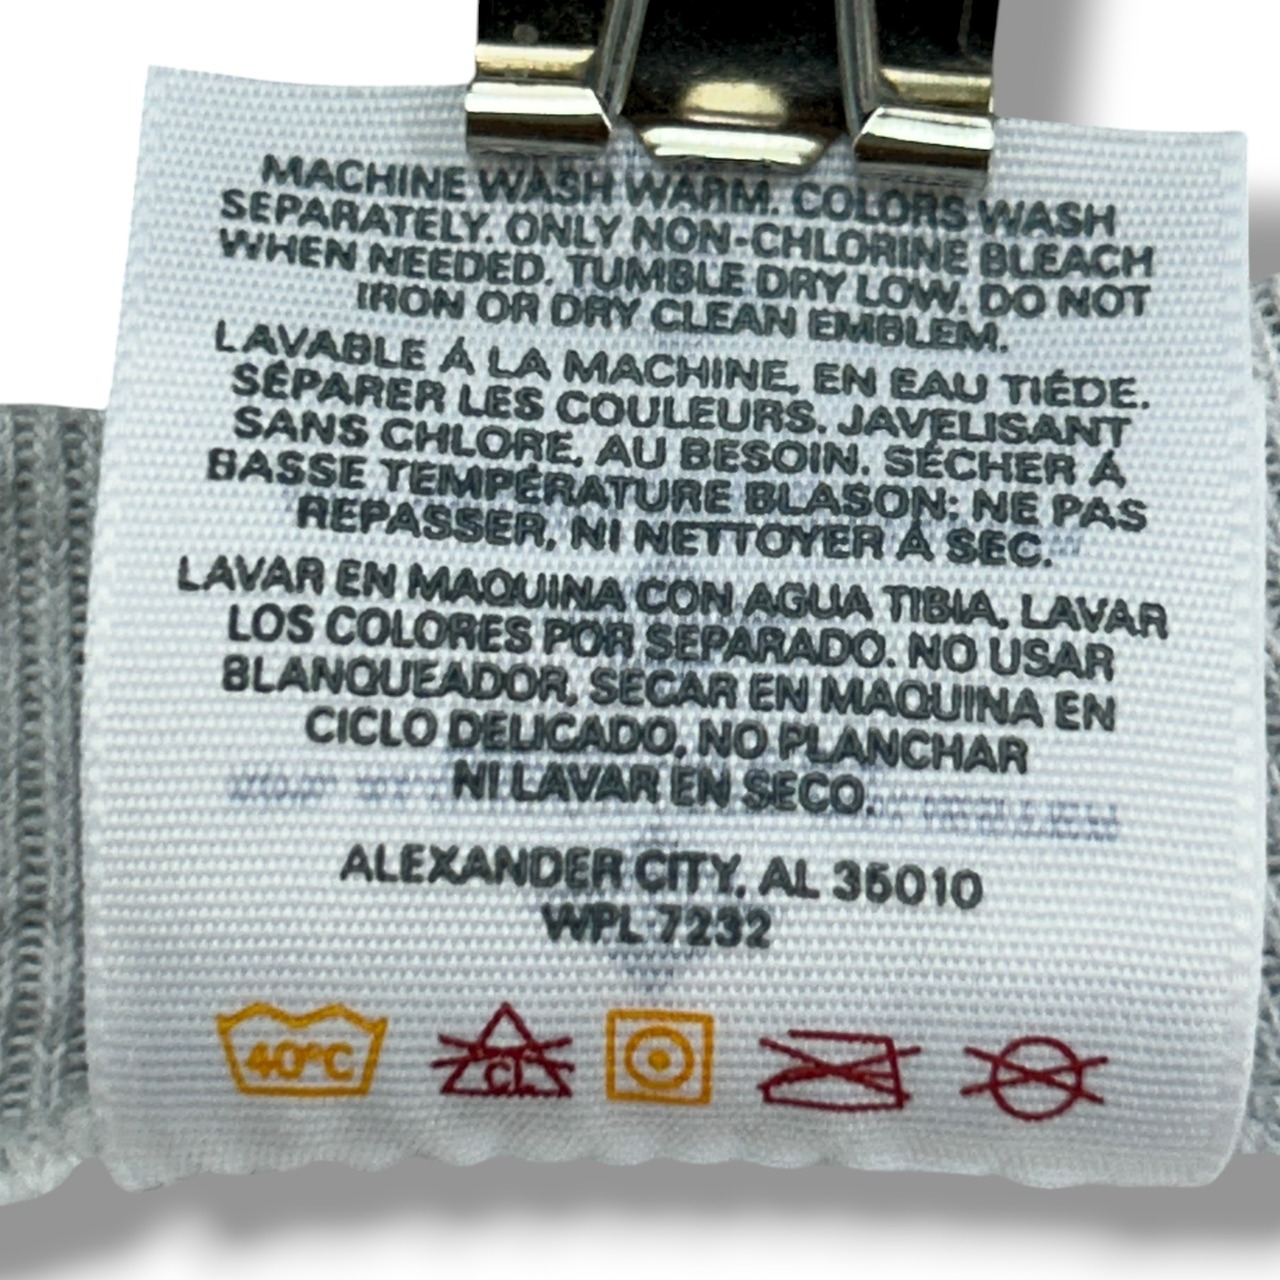 MACHINE WASH WARM. COLORS WASH
SEPARATELY. ONLY NON-CHLORINE BLEACH
WHEN NEEDED. TUMBLE DRY LOW. DO NOT
IRON OR DRY CLEAN EMBLEM.
LAVABLE Á LA MACHINE, EN EAU TIÉDE.
SÉPARER LES COULEURS. JAVELISANT
SANS CHLORE, AU BESOIN. SÉCHER Á
BASSE TEMPÉRATURE BLASON: NE PAS
REPASSER, NI NETTOYER Á SEC.
LAVAR EN MAQUINA CON AGUA TIBIA, LAVAR
LOS COLORES POR SEPARADO. NO USAR
BLANQUEADOR, SECAR EN MAQUINA EN
CICLO DELICADO, NO PLANCHAR
NI LAVAR EN SECO.
ALEXANDER CITY, AL 35010
WPL 7232
40°C CL